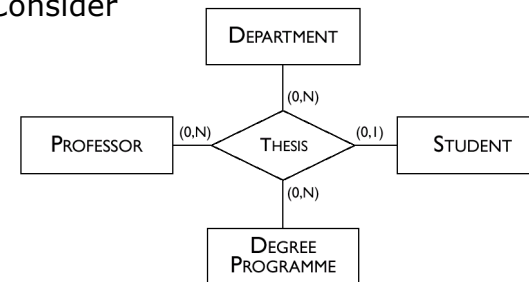 Consider
DEPARTMENT
(0,N)
PROFESSOR (0,N) THESIS (0,1) STUDENT
(0,N)
DEGREE
PROGRAMME